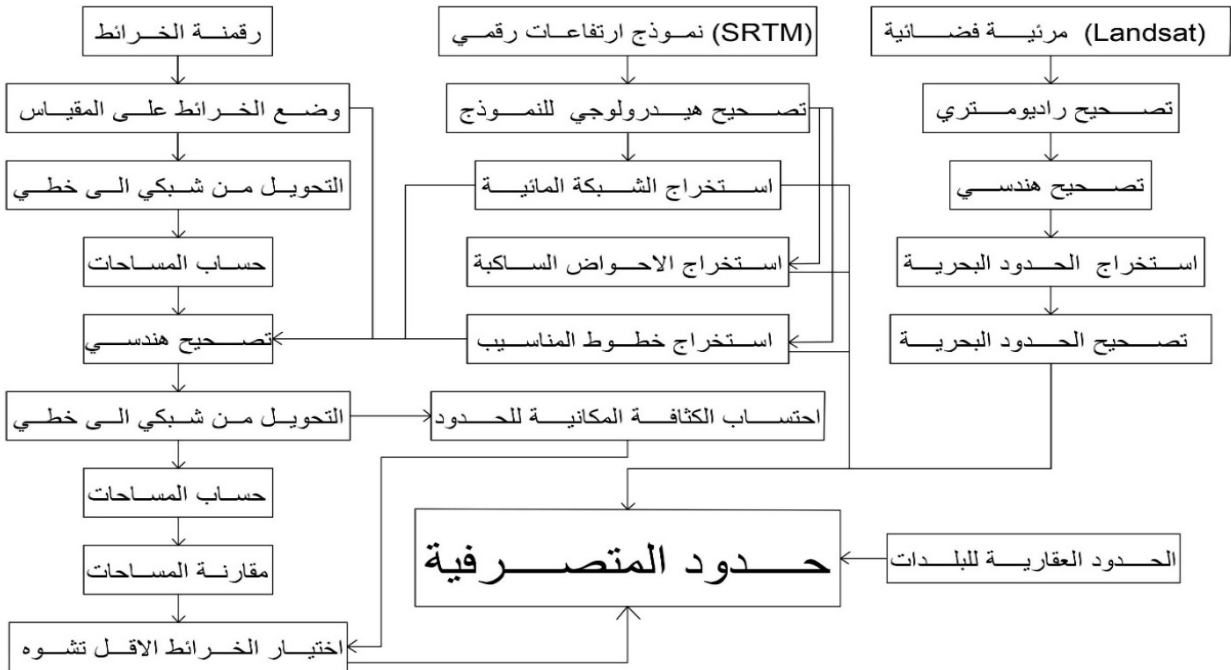 رقمنة الخرائط
نموذج ارتفاعات رقمي (SRTM)
مرئية فضائية (Landsat)
وضع الخرائط على المقياس
تصحيح هيدرولوجي للنموذج
تصحيح راديومتري
التحويل من شبكي الى خطي
استخراج الشبكة المائية
تصحيح هندسي
حساب المساحات
استخراج الاحواض الساكبة
استخراج الحدود البحرية
تصحيح هندسي
استخراج خطوط المناسيب
تصحيح الحدود البحرية
التحويل من شبكي الى خطي
احتساب الكثافة المكانية للحدود
حساب المساحات
حدود المتصرفية
الحدود العقارية للبلدات
مقارنة المساحات
اختيار الخرائط الاقل تشوه